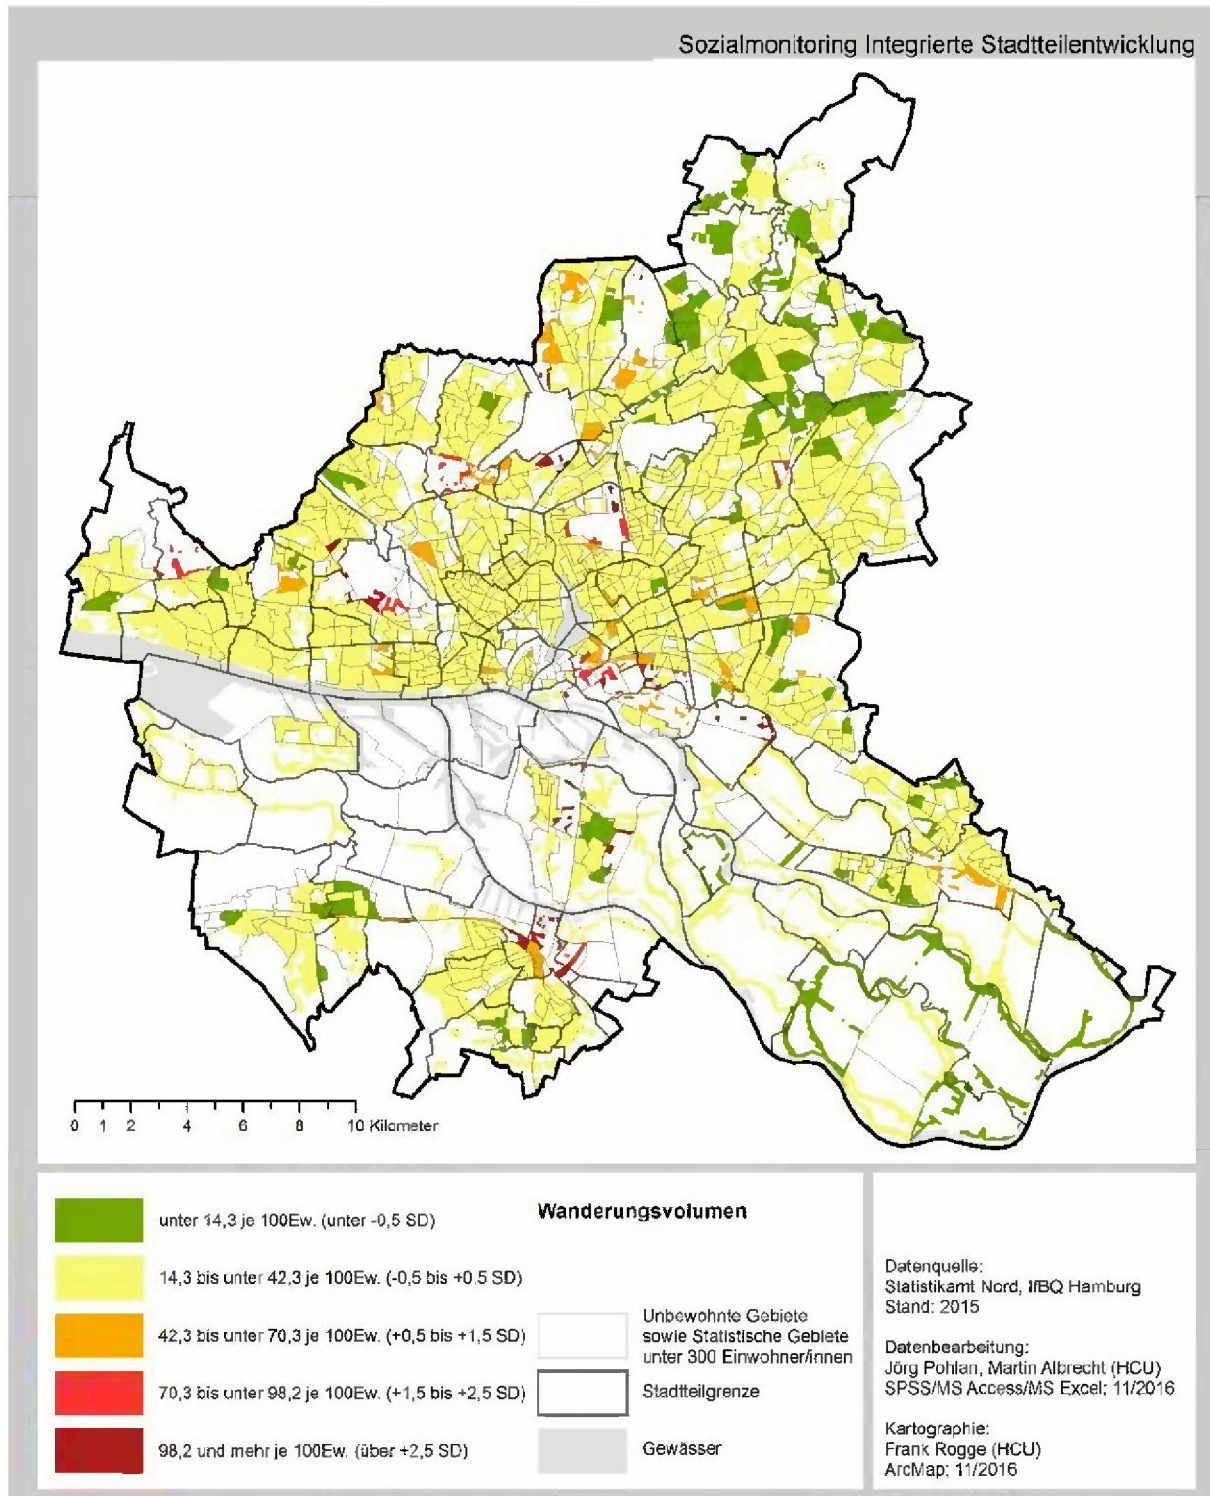 Sozialmonitoring Integrierte Stadtteilentwicklung
0 1 2 4 6 8 10 Kilometer
Wanderungsvolumen
unter 14,3 je 100Ew. (unter -0,5 SD)
14,3 bis unter 42,3 je 100Ew. (-0,5 bis +0,5 SD)
42,3 bis unter 70,3 je 100Ew. (+0,5 bis +1,5 SD)
70,3 bis unter 98,2 je 100Ew. (+1,5 bis +2,5 SD)
98,2 und mehr je 100Ew. (über +2,5 SD)
Unbewohnte Gebiete
sowie Statistische Gebiete
unter 300 Einwohner/innen
Stadtteilgrenze
Gewässer
Datenquelle:
Statistikamt Nord, IfBQ Hamburg
Stand: 2015
Datenbearbeitung:
Jörg Pohlan, Martin Albrecht (HCU)
SPSS/MS Access/MS Excel; 11/2016
Kartographie:
Frank Rogge (HCU)
ArcMap; 11/2016